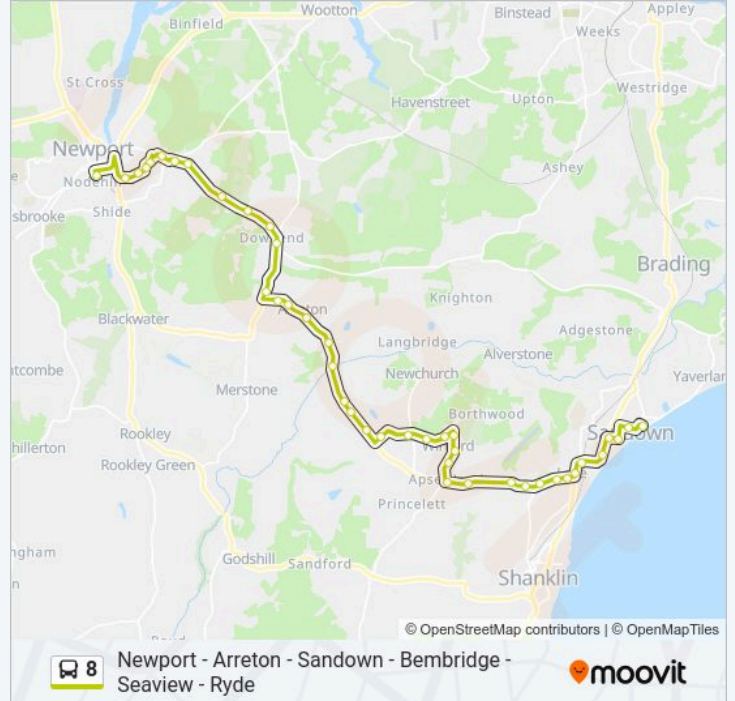 Wootton
Binstead
Appley
Binfield
Weeks
St Cross
Westridge
Havenstreet
Upton
Newport
Ashey
Shide
sbrooke
Brading
Knighton
Blackwater
Adgestone
Langbridge
Alverstone
Newchurch
Merstone
Borthwood
Rookley
Rookley Green
Princelett
Godshill
Sandford
Shanklin
© OpenStreetMap contributors | © OpenMapTiles
8
Newport - Arreton - Sandown - Bembridge -
Seaview - Ryde
moovit